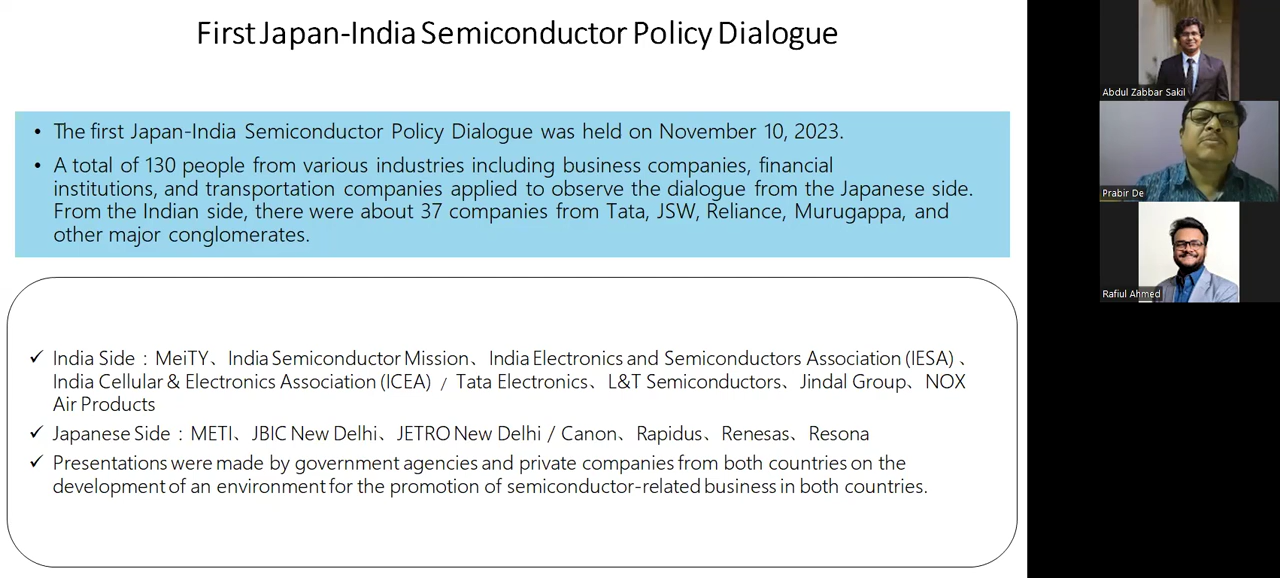 First Japan-India Semiconductor Policy Dialogue
• The first Japan-India Semiconductor Policy Dialogue was held on November 10, 2023.
• A total of 130 people from various industries including business companies, financial
institutions, and transportation companies applied to observe the dialogue from the Japanese side.
From the Indian side, there were about 37 companies from Tata, JSW, Reliance, Murugappa, and
other major conglomerates.
✓ India Side：MeiTY、India Semiconductor Mission、India Electronics and Semiconductors Association (IESA) 、
India Cellular & Electronics Association (ICEA) / Tata Electronics、L&T Semiconductors、Jindal Group、NOX
Air Products
✓ Japanese Side：METI、JBIC New Delhi、JETRO New Delhi / Canon、Rapidus、Renesas、Resona
✓ Presentations were made by government agencies and private companies from both countries on the
development of an environment for the promotion of semiconductor-related business in both countries.
Abdul Zabbar Sakil
Prabir De
Rafiul Ahmed